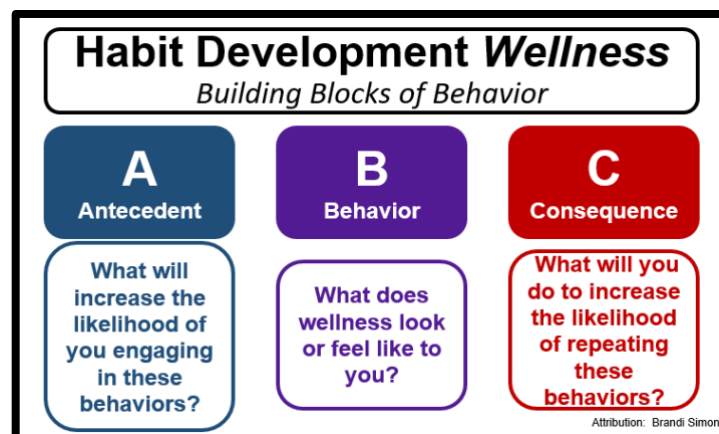 Habit Development Wellness
Building Blocks of Behavior
A
Antecedent
B
Behavior
C
Consequence
What will
increase the
likelihood of
you engaging
in these
behaviors?
What does
wellness look
or feel like to
you?
What will you
do to increase
the likelihood
of repeating
these
behaviors?
Attribution: Brandi Simon